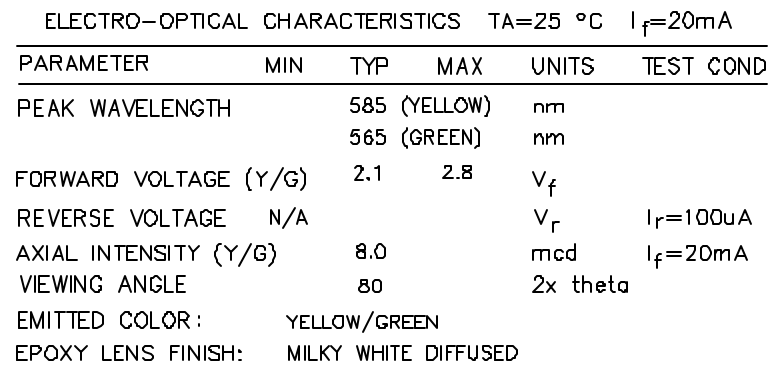 ELECTRO-OPTICAL CHARACTERISTICS TA=25 °C If=20mA
PARAMETER MIN TYP MAX UNITS TEST COND
PEAK WAVELENGTH 585 (YELLOW) nm
565 (GREEN) nm
FORWARD VOLTAGE (Y/G) 2.1 2.8 Vf
REVERSE VOLTAGE N/A Vr Ir=100uA
AXIAL INTENSITY (Y/G) 8.0 mcd If=20mA
VIEWING ANGLE 80 2x theta
EMITTED COLOR: YELLOW/GREEN
EPOXY LENS FINISH: MILKY WHITE DIFFUSED